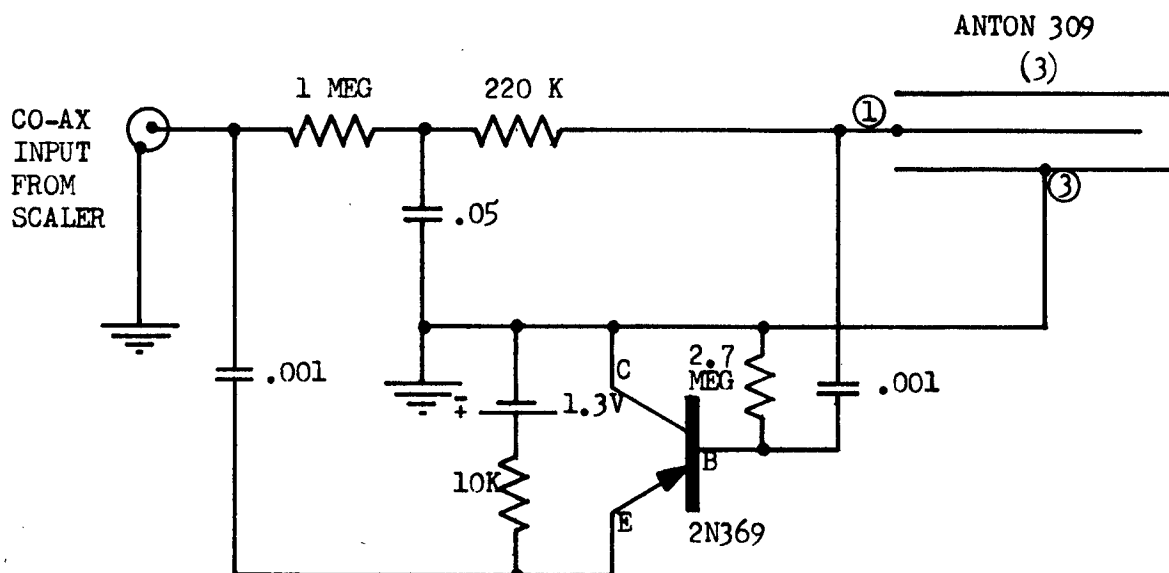 ANTON 309
(3)
1 MEG
220 K
CO-AX
INPUT
FROM
SCALER
1
3
.05
.001
C
2.7
MEG
.001
- +
1.3V
B
10K
E
2N369